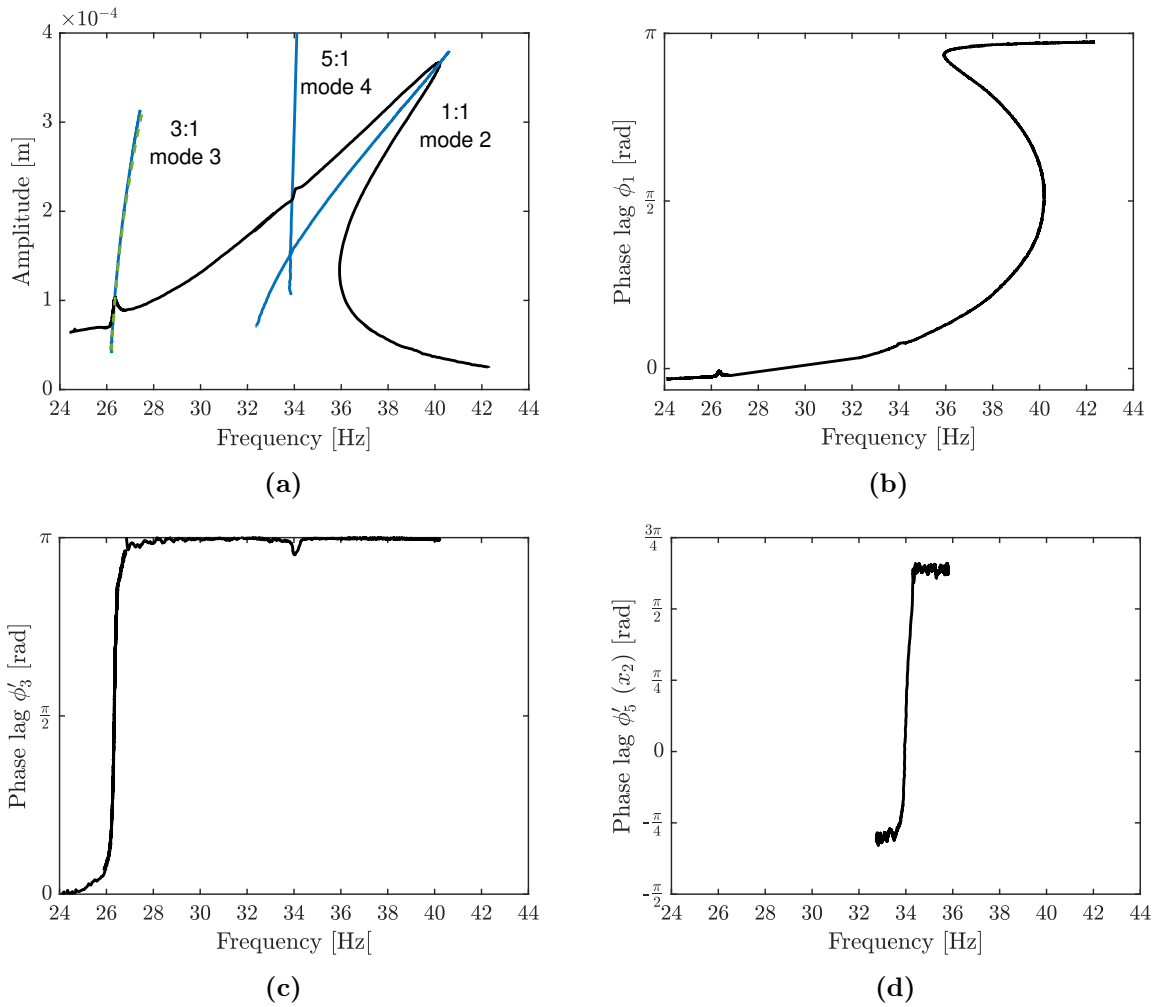 ×10⁻⁴
4
3
2
1
0
Amplitude [m]
3:1
mode 3
5:1
mode 4
1:1
mode 2
24 26 28 30 32 34 36 38 40 42 44
Frequency [Hz]
(a)
π
π/2
0
Phase lag ϕ₁ [rad]
24 26 28 30 32 34 36 38 40 42 44
Frequency [Hz]
(b)
π
π/2
0
Phase lag ϕ′₃ [rad]
24 26 28 30 32 34 36 38 40 42 44
Frequency [Hz[
(c)
3π/4
π/2
π/4
0
-π/4
-π/2
Phase lag ϕ′₅ (x₂) [rad]
24 26 28 30 32 34 36 38 40 42 44
Frequency [Hz]
(d)